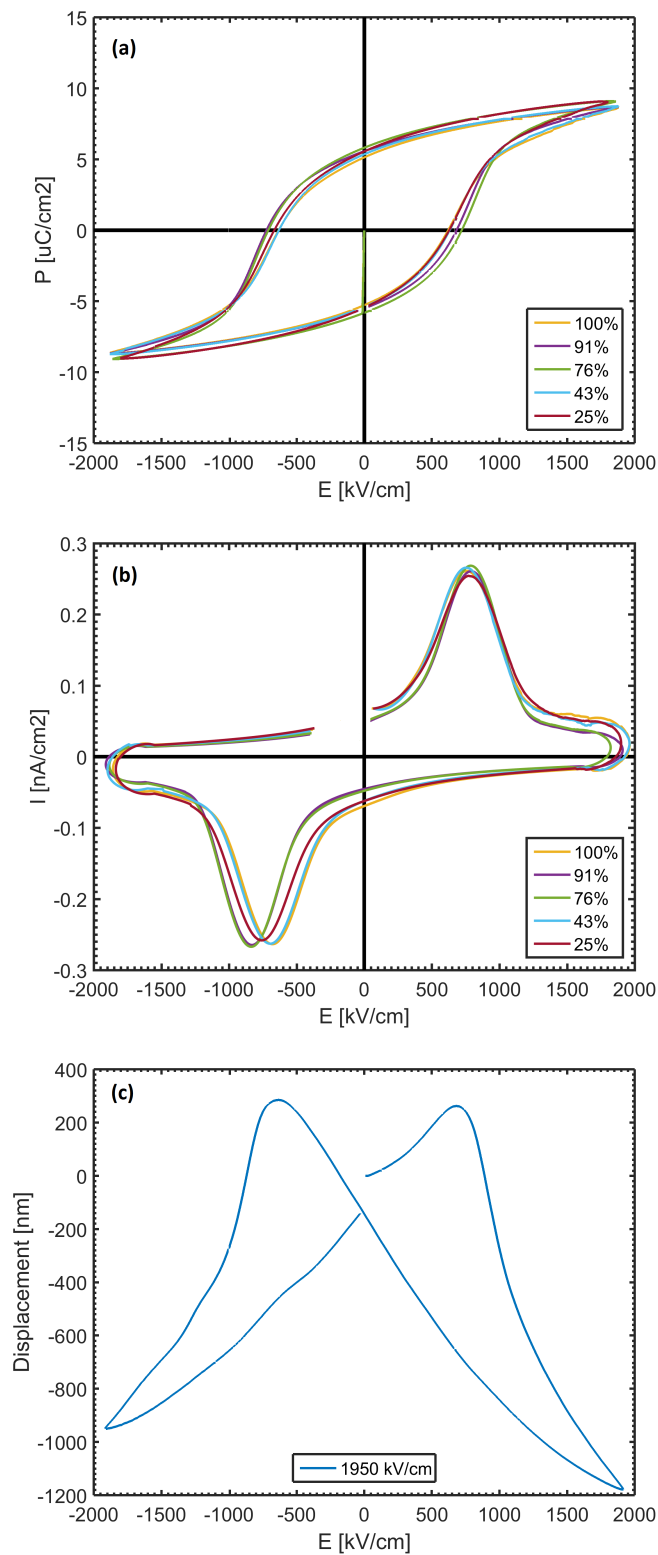 (a)
15
10
5
0
-5
-10
-15
P [uC/cm2]
100%
91%
76%
43%
25%
-2000 -1500 -1000 -500 0 500 1000 1500 2000
E [kV/cm]
(b)
0.3
0.2
0.1
0
-0.1
-0.2
-0.3
I [nA/cm2]
100%
91%
76%
43%
25%
-2000 -1500 -1000 -500 0 500 1000 1500 2000
E [kV/cm]
(c)
400
200
0
-200
-400
-600
-800
-1000
-1200
Displacement [nm]
1950 kV/cm
-2000 -1500 -1000 -500 0 500 1000 1500 2000
E [kV/cm]